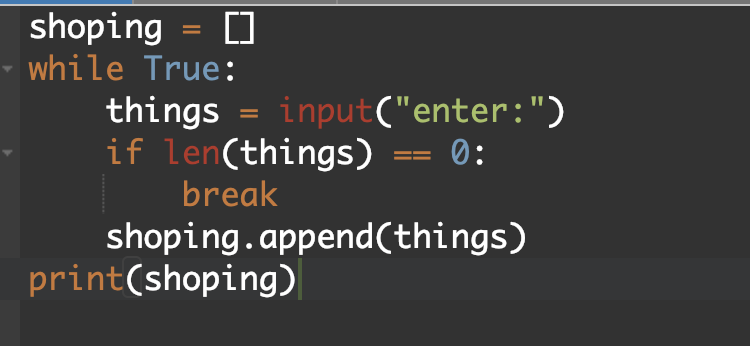 shoping = []
while True:
    things = input("enter:")
    if len(things) == 0:
        break
    shoping.append(things)
print(shoping)